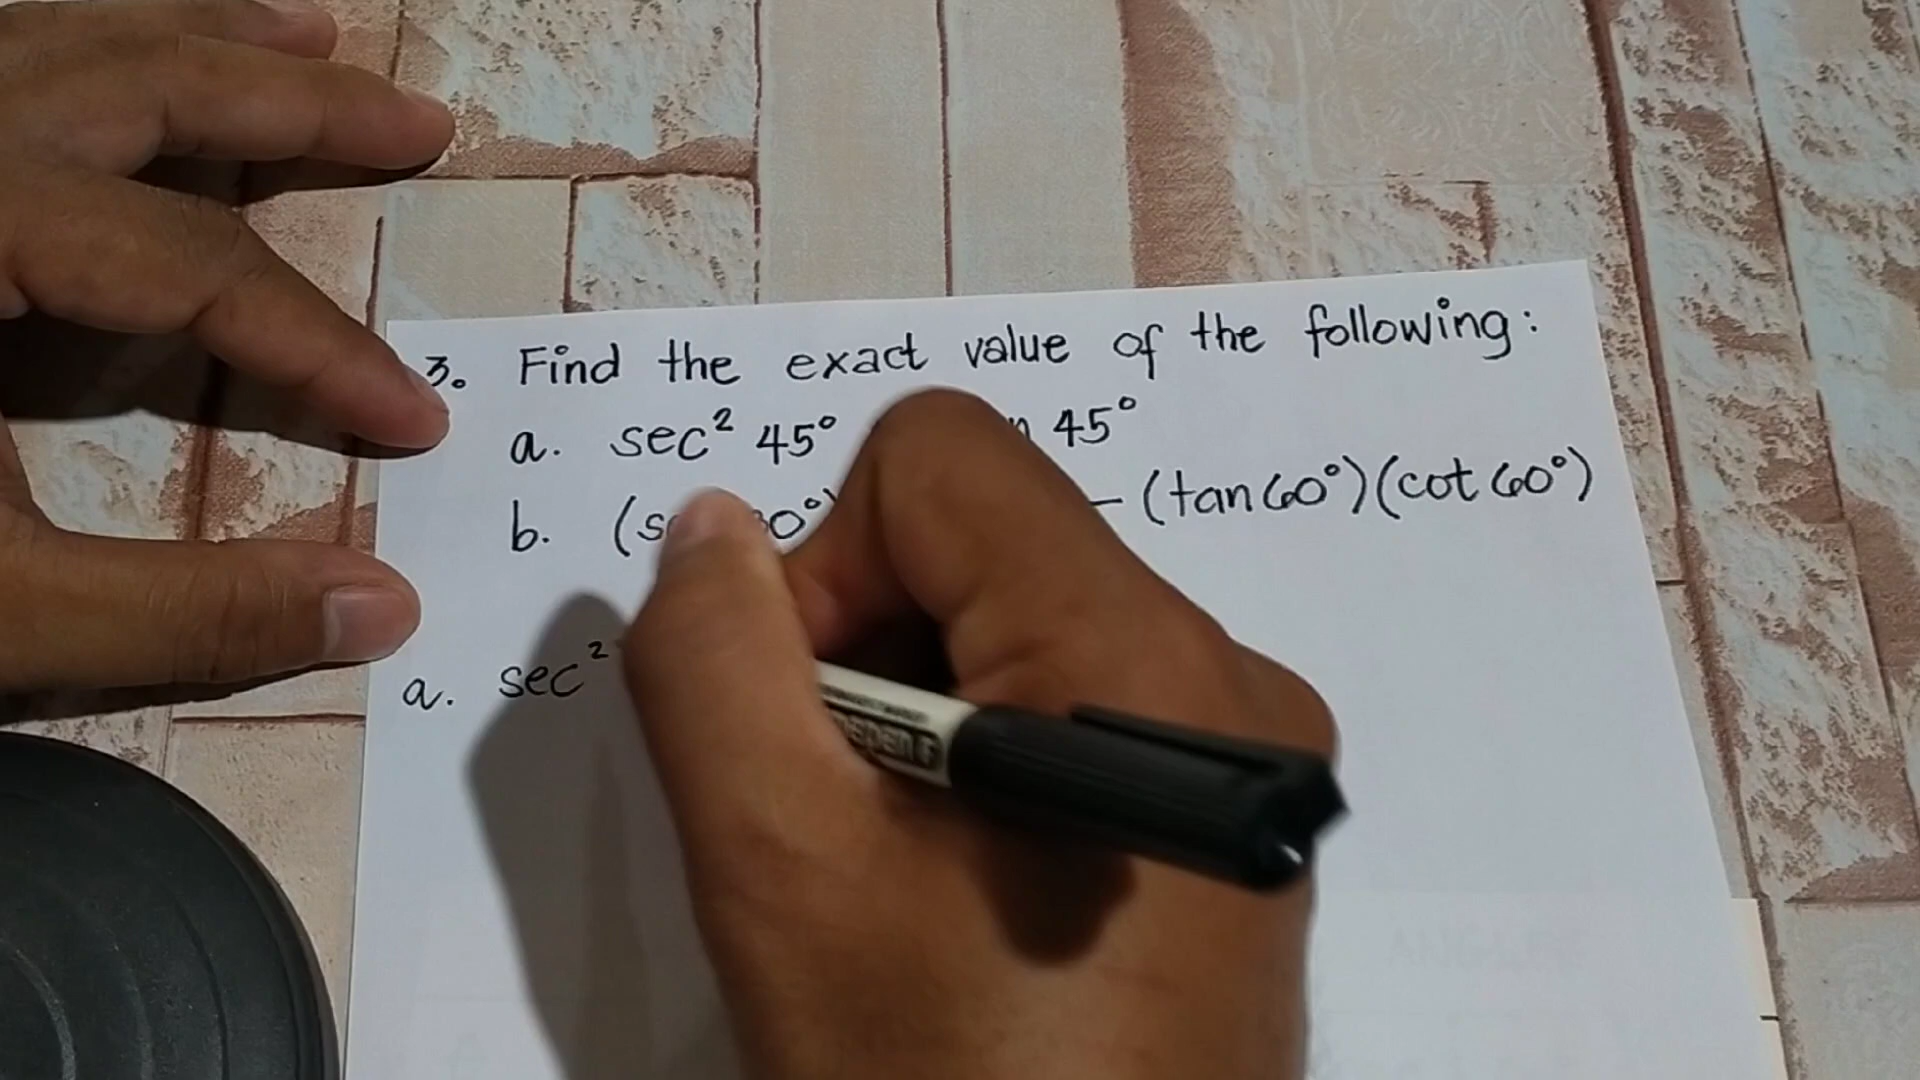 3. Find the exact value of the following:
a. sec² 45° 45°
b. 0°) – (tan 60°)(cot 60°)
a. sec²